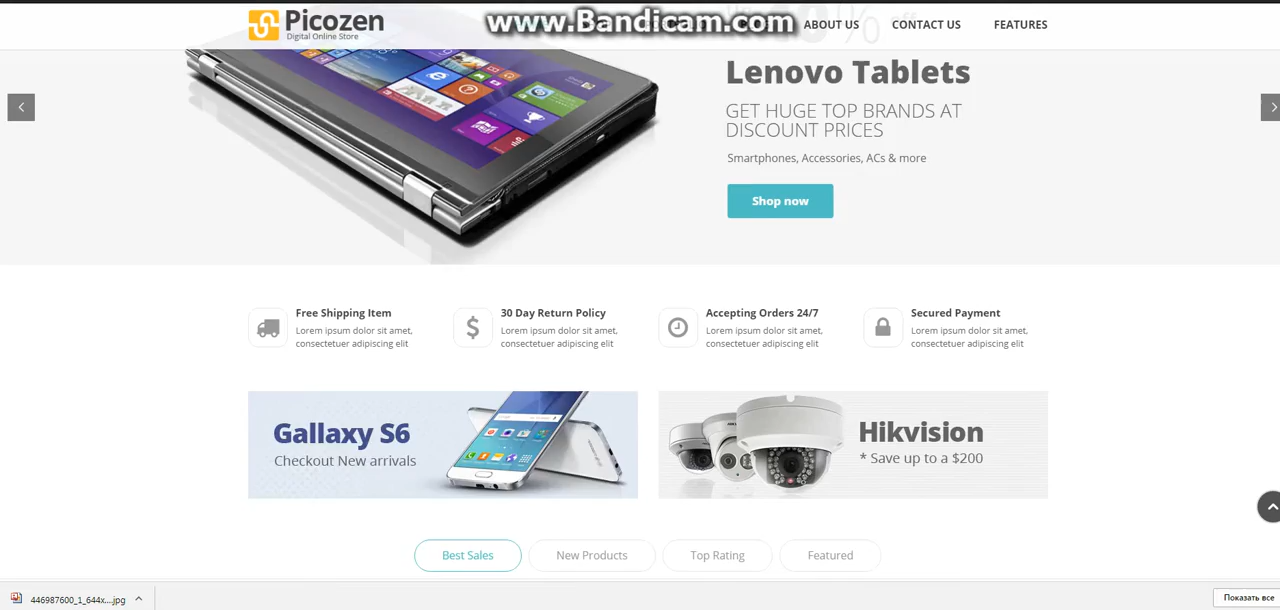 Picozen
Digital Online Store
www.Bandicam.com
ABOUT US
CONTACT US
FEATURES
Lenovo Tablets
GET HUGE TOP BRANDS AT
DISCOUNT PRICES
Smartphones, Accessories, ACs & more
Shop now
Free Shipping Item
Lorem ipsum dolor sit amet,
consectetuer adipiscing elit
30 Day Return Policy
Lorem ipsum dolor sit amet,
consectetuer adipiscing elit
Accepting Orders 24/7
Lorem ipsum dolor sit amet,
consectetuer adipiscing elit
Secured Payment
Lorem ipsum dolor sit amet,
consectetuer adipiscing elit
Gallaxy S6
Checkout New arrivals
Hikvision
* Save up to a $200
Best Sales
New Products
Top Rating
Featured
446987600_1_644x....jpg
Показать все